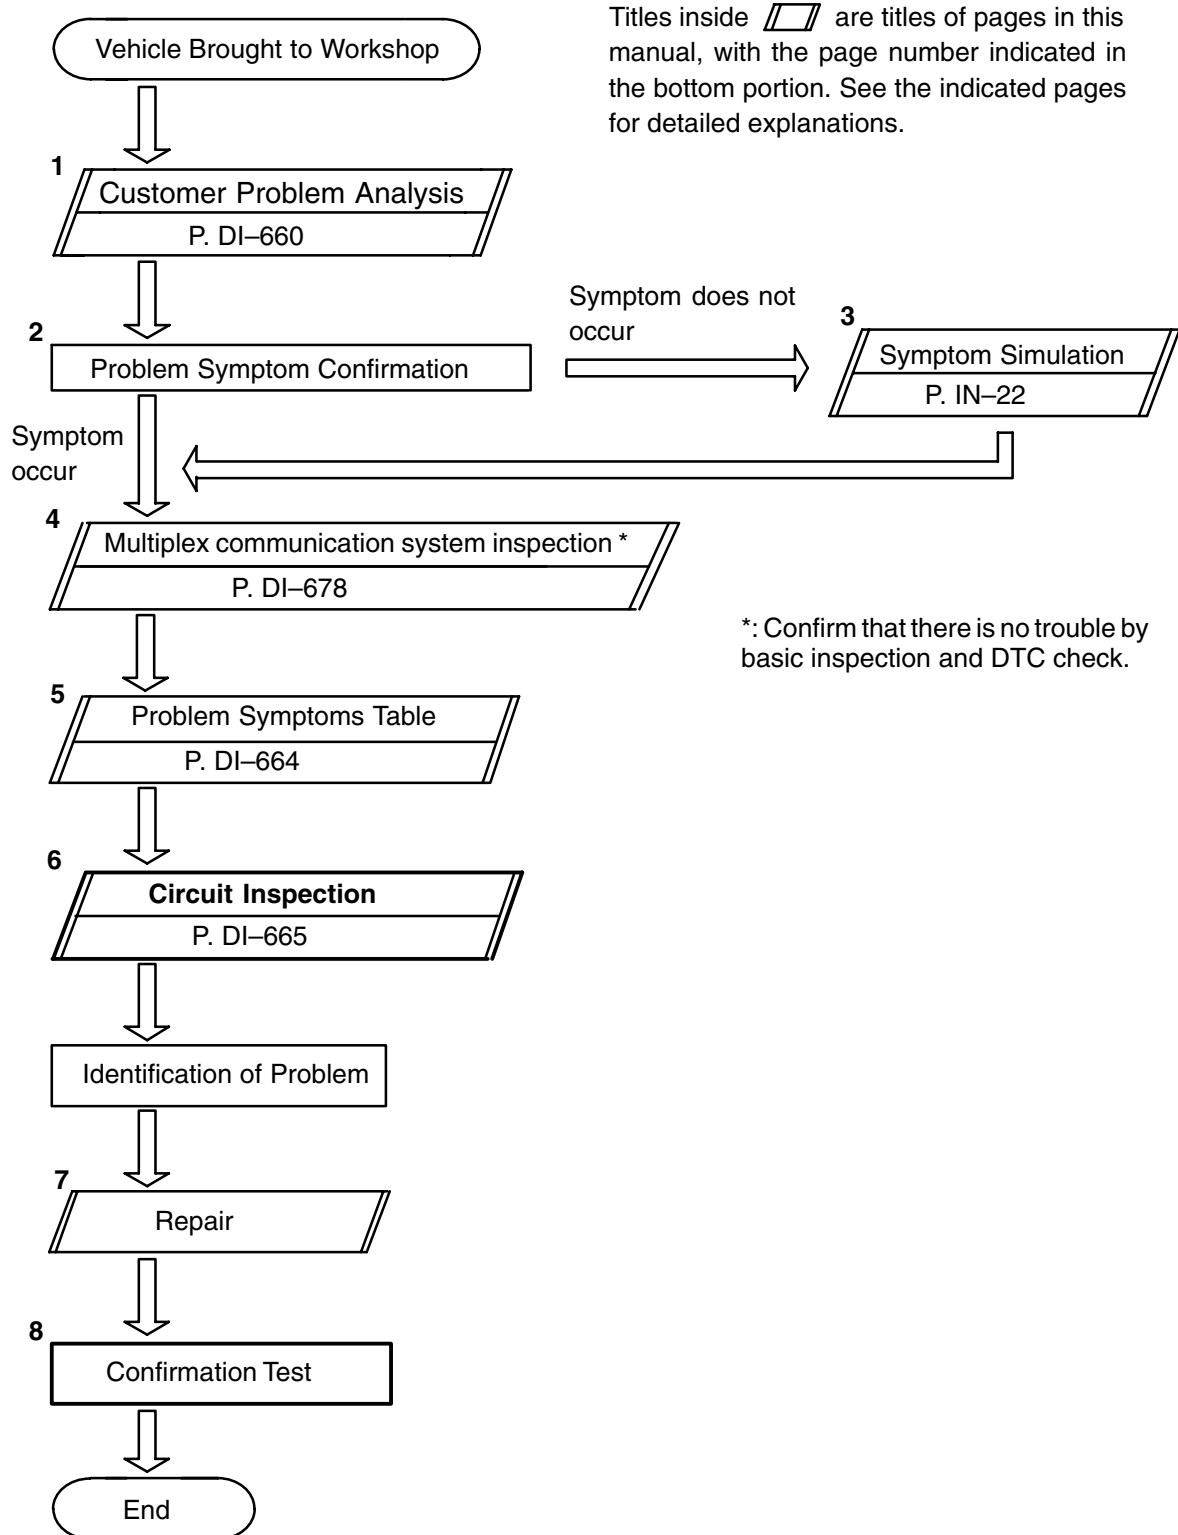 Titles inside are titles of pages in this
manual, with the page number indicated in
the bottom portion. See the indicated pages
for detailed explanations.
Vehicle Brought to Workshop
1
Customer Problem Analysis
P. DI–660
2
Problem Symptom Confirmation
Symptom does not
occur
3
Symptom Simulation
P. IN–22
Symptom
occur
4
Multiplex communication system inspection *
P. DI–678
*: Confirm that there is no trouble by
basic inspection and DTC check.
5
Problem Symptoms Table
P. DI–664
6
Circuit Inspection
P. DI–665
Identification of Problem
7
Repair
8
Confirmation Test
End